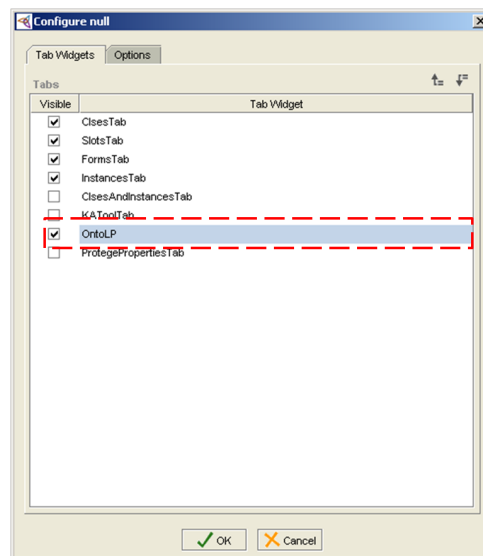 Configure null
Tab Widgets Options
Tabs
Visible Tab Widget
ClsesTab
SlotsTab
FormsTab
InstancesTab
ClsesAndInstancesTab
KAToolTab
OntoLP
ProtegePropertiesTab
OK Cancel